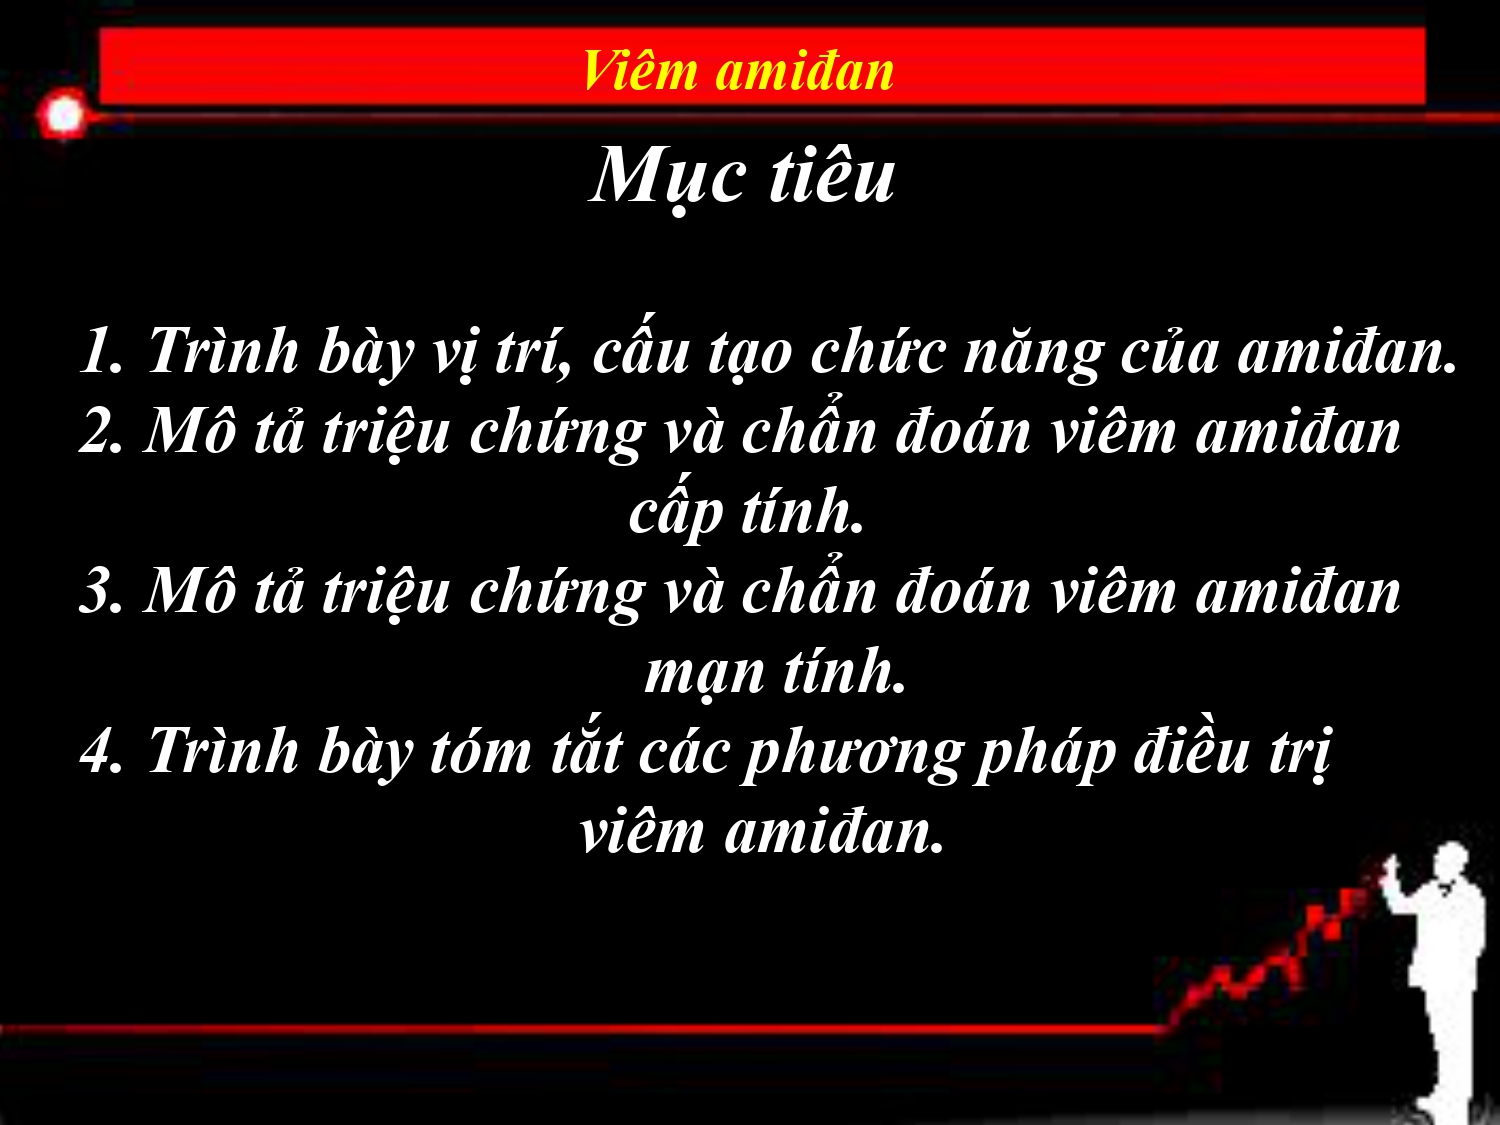 Viêm amiđan
Mục tiêu
1. Trình bày vị trí, cấu tạo chức năng của amiđan.
2. Mô tả triệu chứng và chẩn đoán viêm amiđan
cấp tính.
3. Mô tả triệu chứng và chẩn đoán viêm amiđan
mạn tính.
4. Trình bày tóm tắt các phương pháp điều trị
viêm amiđan.